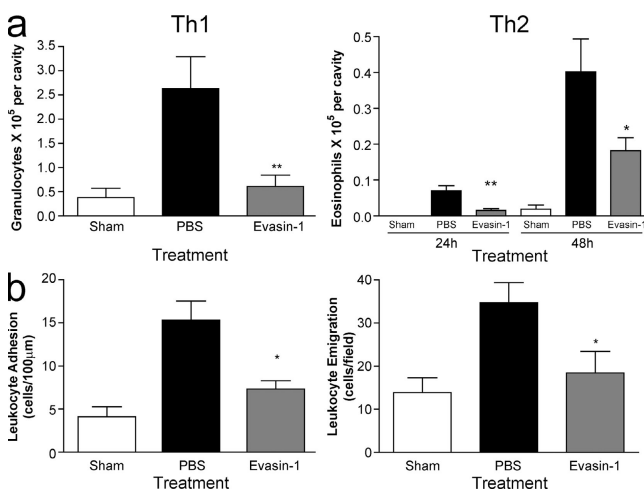 a
Th1
Th2
Granulocytes X 10⁵ per cavity
3.5
3.0
2.5
2.0
1.5
1.0
0.5
0.0
**
Sham PBS Evasin-1
Treatment
Eosinophils X 10⁵ per cavity
0.5
0.4
0.3
0.2
0.1
0.0
**
*
Sham PBS Evasin-1 Sham PBS Evasin-1
24h 48h
Treatment
b
Leukocyte Adhesion
(cells/100μm)
20
15
10
5
0
*
Sham PBS Evasin-1
Treatment
Leukocyte Emigration
(cells/field)
40
30
20
10
0
*
Sham PBS Evasin-1
Treatment